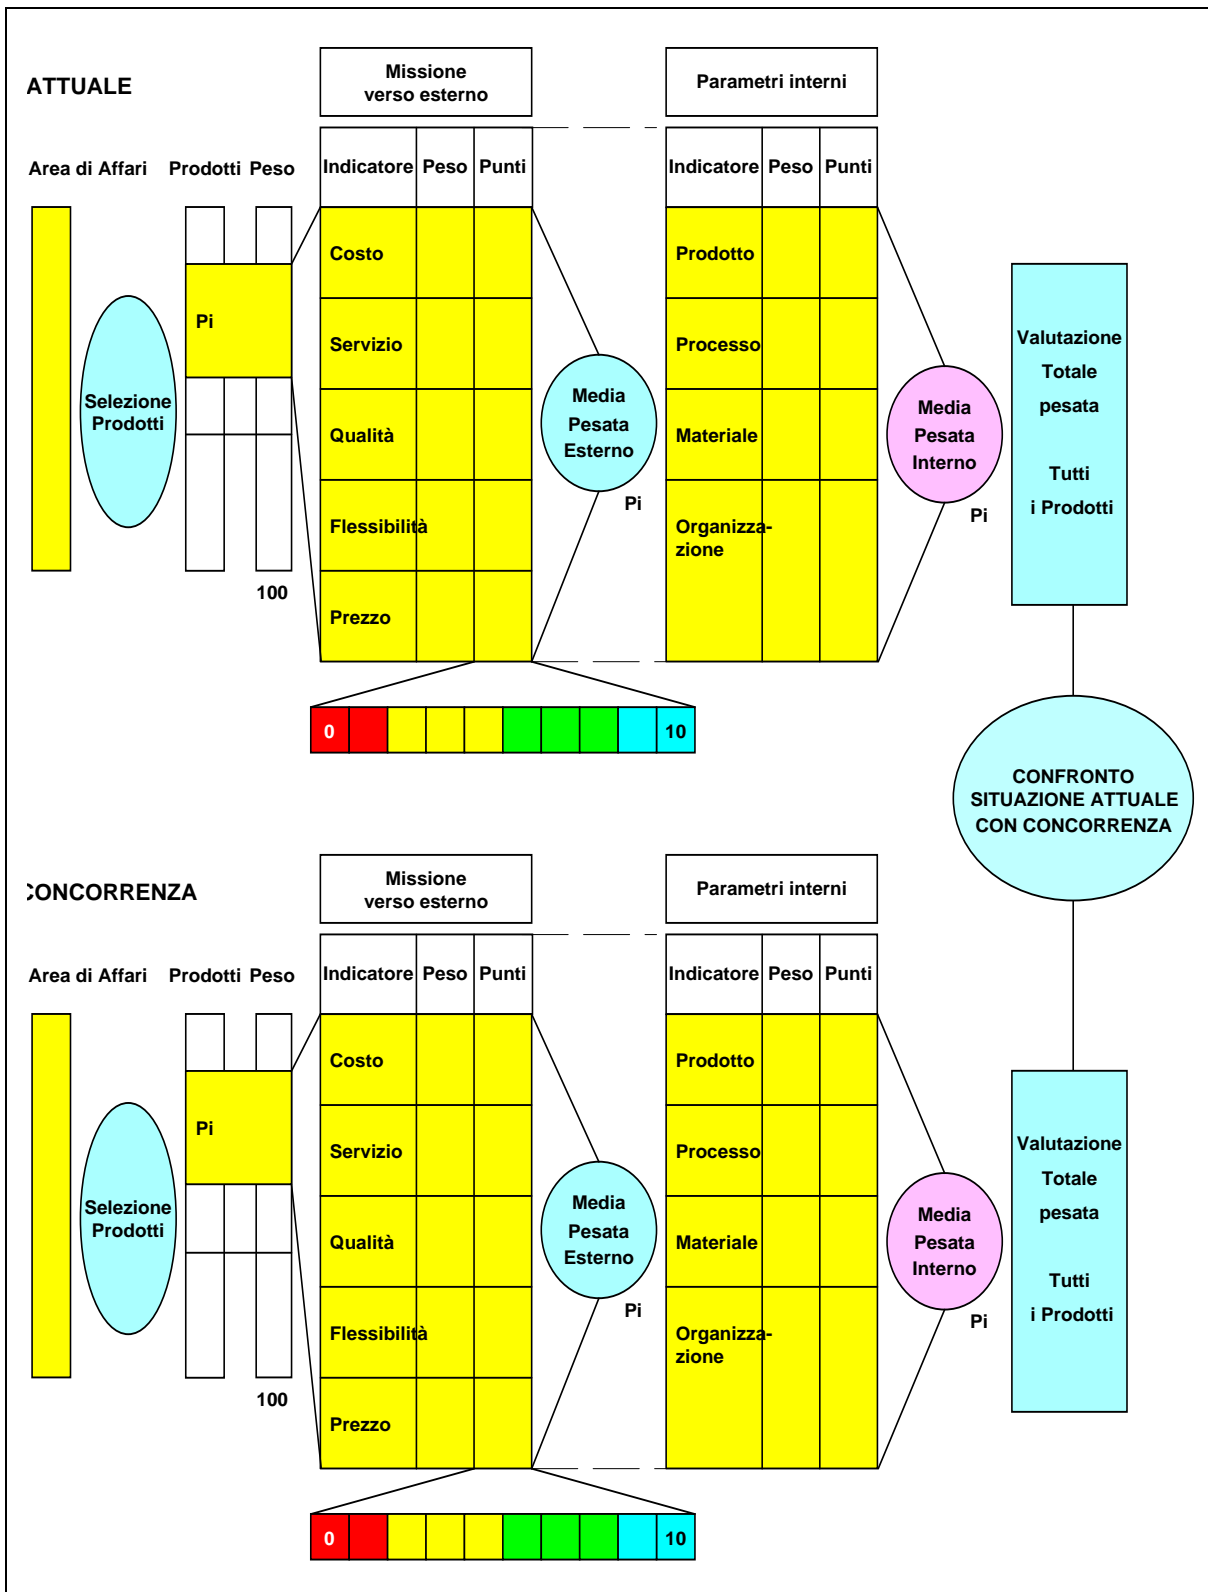 ATTUALE
Missione
verso esterno
Parametri interni
Area di Affari
Prodotti
Peso
Indicatore
Peso
Punti
Indicatore
Peso
Punti
Selezione
Prodotti
Pi
100
Costo
Servizio
Qualità
Flessibilità
Prezzo
Media
Pesata
Esterno
Pi
Prodotto
Processo
Materiale
Organizza-
zione
Media
Pesata
Interno
Pi
Valutazione
Totale
pesata
Tutti
i Prodotti
0
10
CONFRONTO
SITUAZIONE ATTUALE
CON CONCORRENZA
CONCORRENZA
Missione
verso esterno
Parametri interni
Area di Affari
Prodotti
Peso
Indicatore
Peso
Punti
Indicatore
Peso
Punti
Selezione
Prodotti
Pi
100
Costo
Servizio
Qualità
Flessibilità
Prezzo
Media
Pesata
Esterno
Pi
Prodotto
Processo
Materiale
Organizza-
zione
Media
Pesata
Interno
Pi
Valutazione
Totale
pesata
Tutti
i Prodotti
0
10